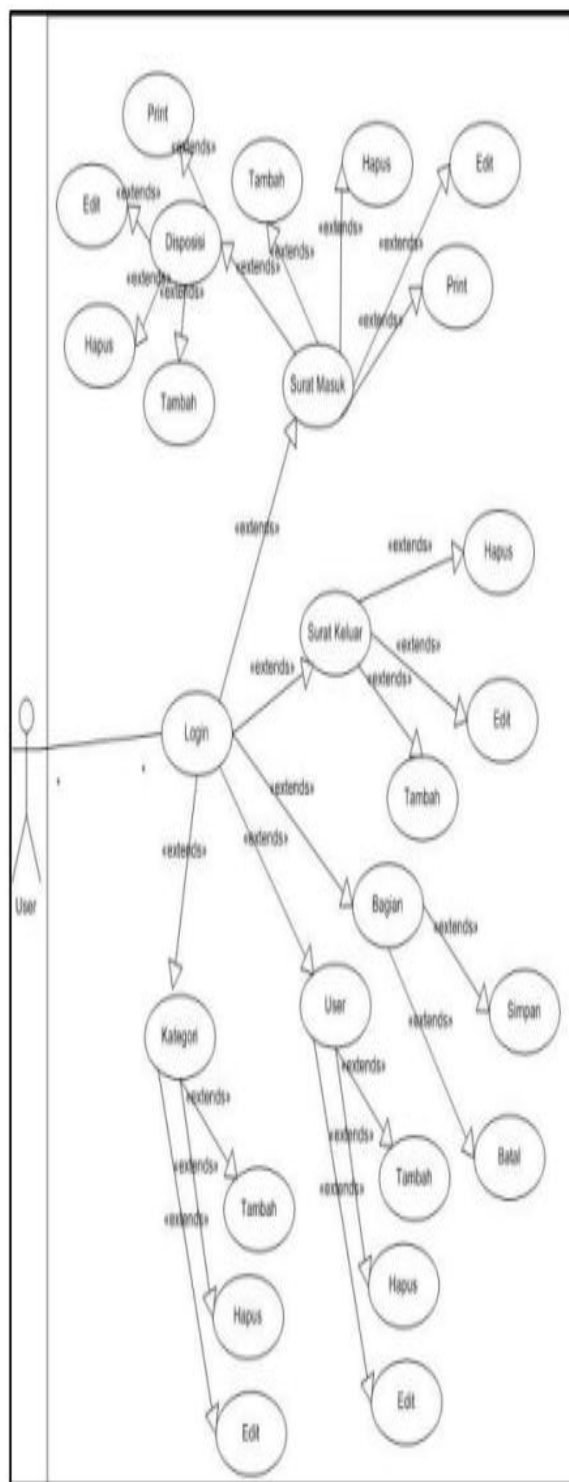 Print
«extends»
Tambah
Hapus
Edit
Edit
«extends»
Disposisi
«extends»
«extends»
«extends»
«extends»
«extends»
«extends»
Print
Hapus
«extends»
Tambah
Surat Masuk
«extends»
«extends»
Hapus
Surat Keluar
«extends»
«extends»
«extends»
Login
Edit
*
*
«extends»
Tambah
«extends»
«extends»
User
Bagian
«extends»
Simpan
Kategori
User
«extends»
«extends»
«extends»
Batal
«extends»
«extends»
Tambah
«extends»
«extends»
Tambah
Hapus
Hapus
Edit
Edit